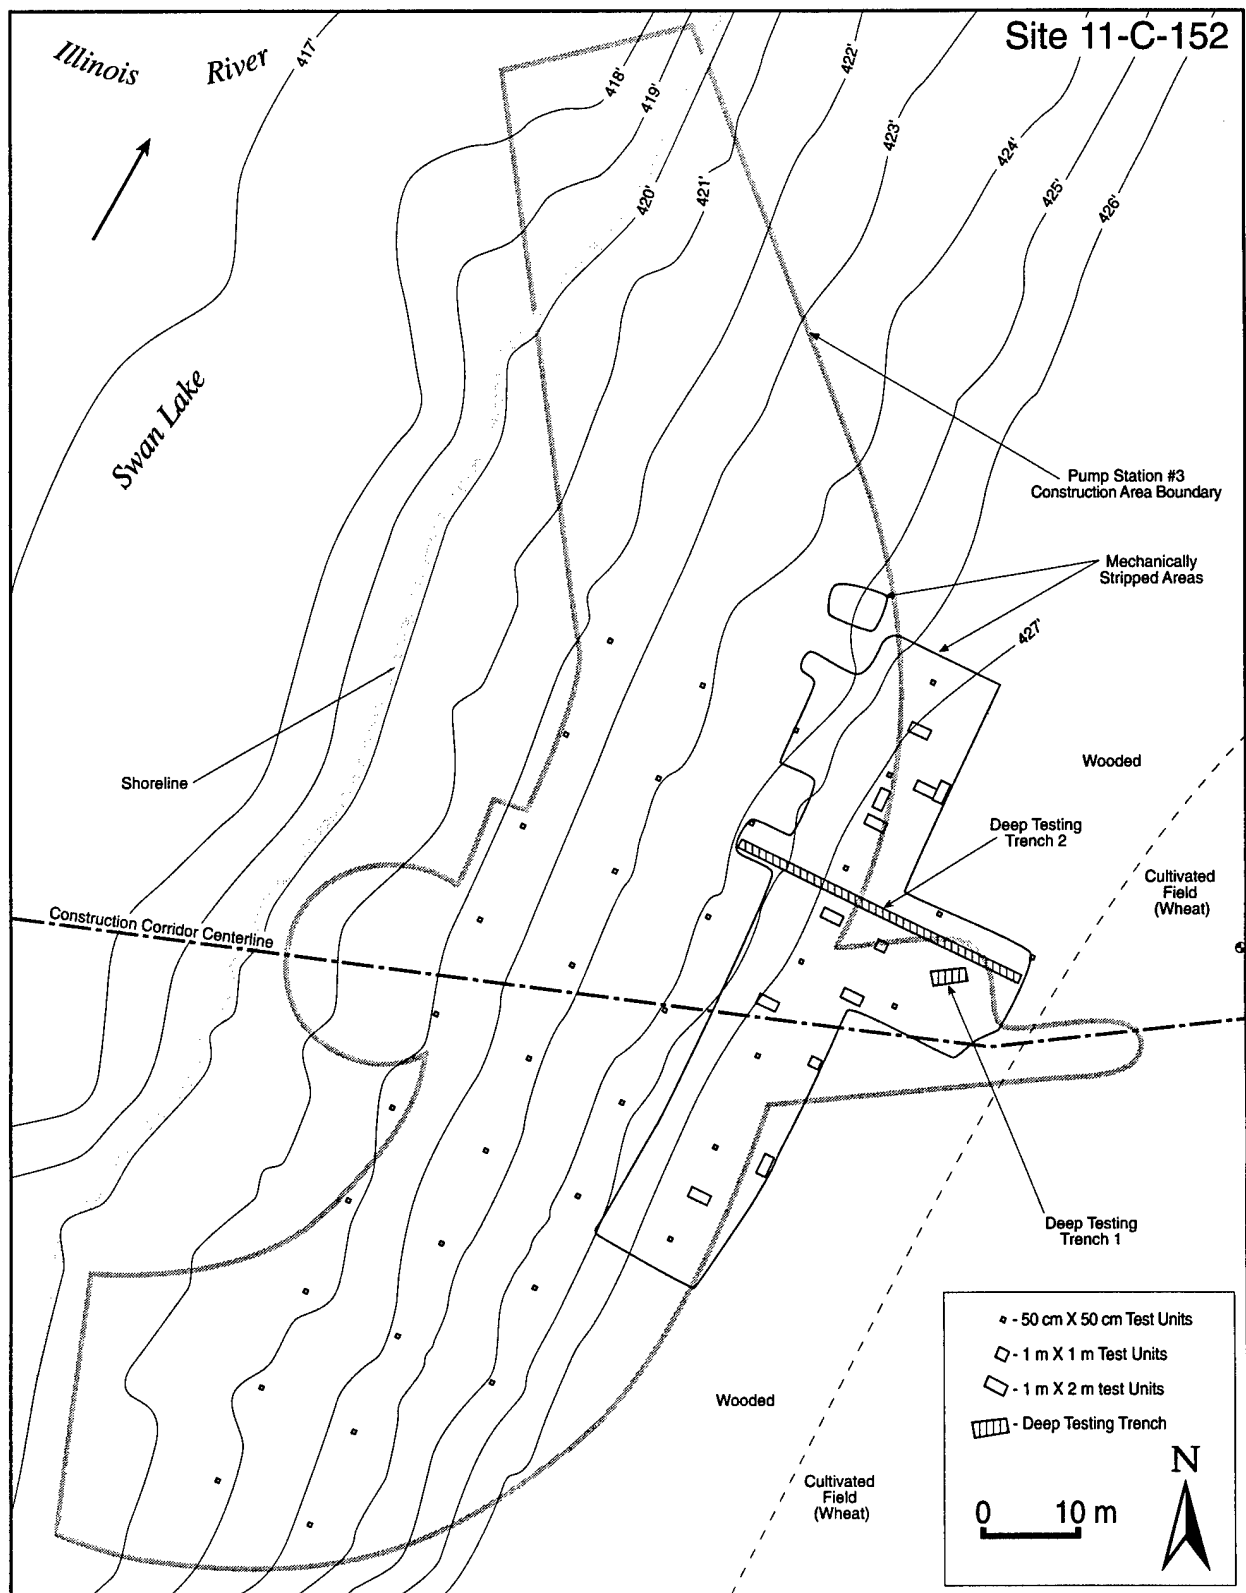 Site 11-C-152
Illinois River
417'
418'
419'
420'
421'
422'
423'
424'
425'
426'
Swan Lake
Pump Station #3
Construction Area Boundary
Mechanically
Stripped Areas
427'
Shoreline
Wooded
Deep Testing
Trench 2
Cultivated
Field
(Wheat)
Construction Corridor Centerline
Deep Testing
Trench 1
Wooded
Cultivated
Field
(Wheat)
- 50 cm X 50 cm Test Units
- 1 m X 1 m Test Units
- 1 m X 2 m test Units
- Deep Testing Trench
N
0 10 m